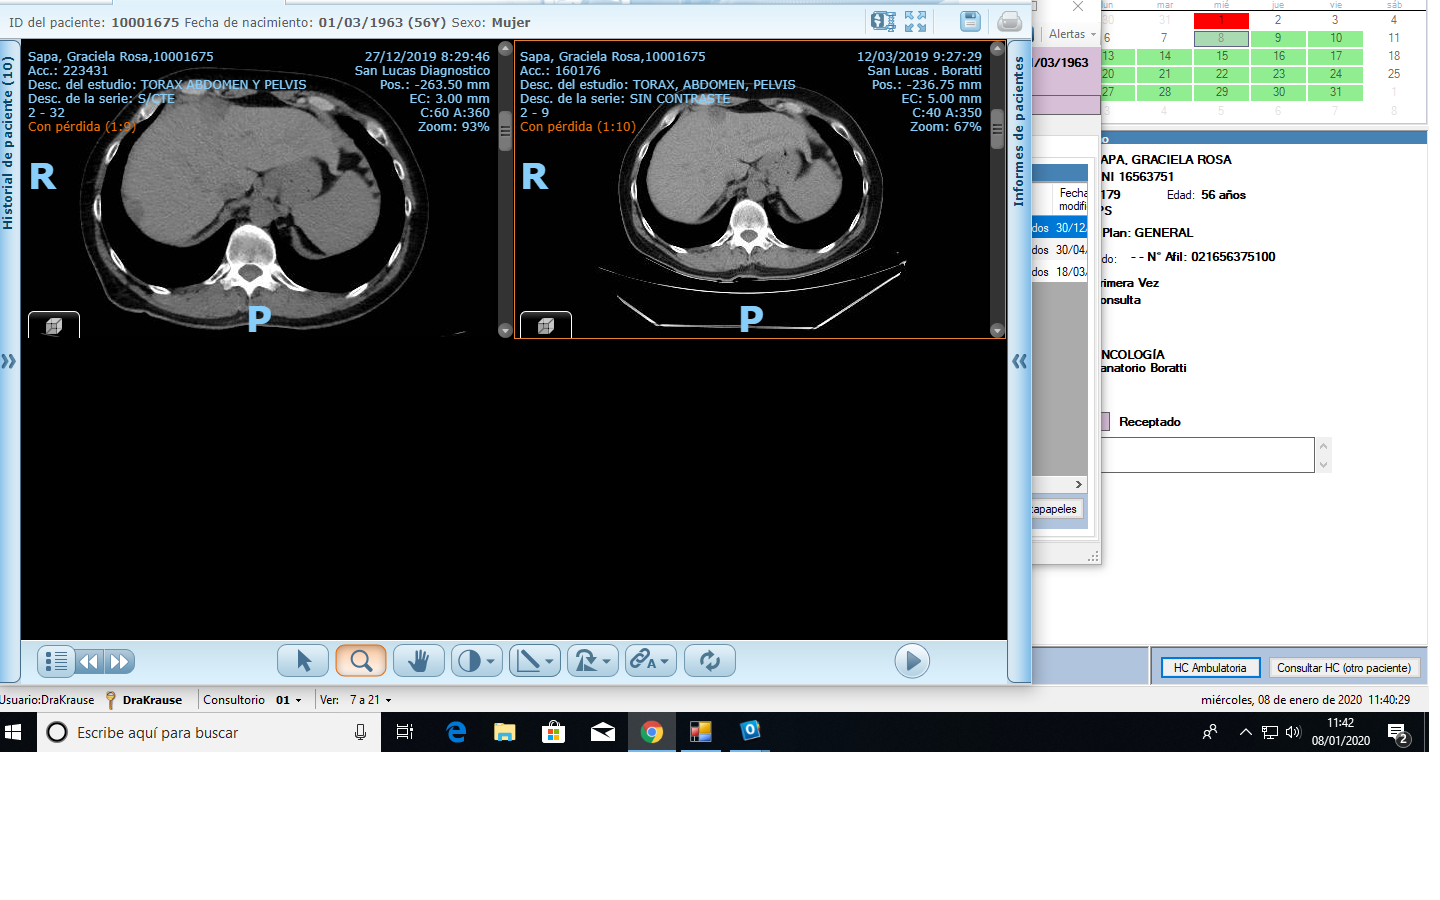 ID del paciente: 10001675 Fecha de nacimiento: 01/03/1963 (56Y) Sexo: Mujer
Historial de paciente (10)
Sapa, Graciela Rosa,10001675
Acc.: 223431
Desc. del estudio: TORAX ABDOMEN Y PELVIS
Desc. de la serie: S/CTE
2 - 32
Con pérdida (1:9)
27/12/2019 8:29:46
San Lucas Diagnostico
Pos.: -263.50 mm
EC: 3.00 mm
C:60 A:360
Zoom: 93%
R
P
Sapa, Graciela Rosa,10001675
Acc.: 160176
Desc. del estudio: TORAX, ABDOMEN, PELVIS
Desc. de la serie: SIN CONTRASTE
2 - 9
Con pérdida (1:10)
12/03/2019 9:27:29
San Lucas . Boratti
Pos.: -236.75 mm
EC: 5.00 mm
C:40 A:350
Zoom: 67%
R
P
Informes de pacientes
Alertas
/03/1963
Fecha
modifi
dos 30/12/
dos 30/04/
dos 18/03/
tapapeles
lun mar mié jue vie sáb
30 31 1 2 3 4
6 7 8 9 10 11
13 14 15 16 17 18
20 21 22 23 24 25
27 28 29 30 31 1
3 4 5 6 7 8
o
APA, GRACIELA ROSA
NI 16563751
179 Edad: 56 años
PS
Plan: GENERAL
do: - - N° Afil: 021656375100
rimera Vez
onsulta
NCOLOGÍA
anatorio Boratti
Receptado
HC Ambulatoria
Consultar HC (otro paciente)
Usuario:DraKrause DraKrause Consultorio 01 Ver: 7 a 21
miércoles, 08 de enero de 2020 11:40:29
Escribe aquí para buscar
11:42
08/01/2020
2